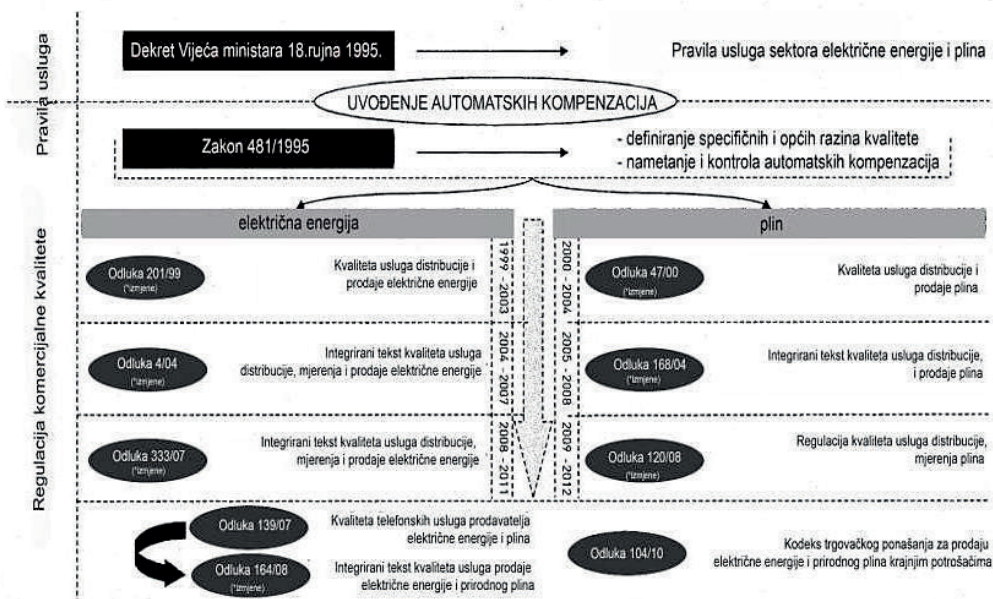 Pravila usluga
Dekret Vijeća ministara 18.rujna 1995.
Pravila usluga sektora električne energije i plina
UVOĐENJE AUTOMATSKIH KOMPENZACIJA
Zakon 481/1995
- definiranje specifičnih i općih razina kvalitete
- nametanje i kontrola automatskih kompenzacija
Regulacija komercijalne kvalitete
električna energija
plin
Odluka 201/99
(*izmjene)
Kvaliteta usluga distribucije i
prodaje električne energije
1999 - 2003
2000 - 2004
Odluka 47/00
(*izmjene)
Kvaliteta usluga distribucije i
prodaje plina
Odluka 4/04
(*izmjene)
Integrirani tekst kvaliteta usluga
distribucije, mjerenja i prodaje električne energije
2004 - 2007
2005 - 2008
Odluka 168/04
(*izmjene)
Integrirani tekst kvaliteta usluga distribucije,
i prodaje plina
Odluka 333/07
(*izmjene)
Integrirani tekst kvaliteta usluga distribucije,
mjerenja i prodaje električne energije
2008 - 2011
2009 - 2012
Odluka 120/08
(*izmjene)
Regulacija kvaliteta usluga distribucije,
mjerenja plina
Odluka 139/07
Kvaliteta telefonskih usluga prodavatelja
električne energije i plina
Odluka 164/08
(*izmjene)
Integrirani tekst kvaliteta usluga prodaje
električne energije i prirodnog plina
Odluka 104/10
Kodeks trgovačkog ponašanja za prodaju
električne energije i prirodnog plina krajnjim potrošačima